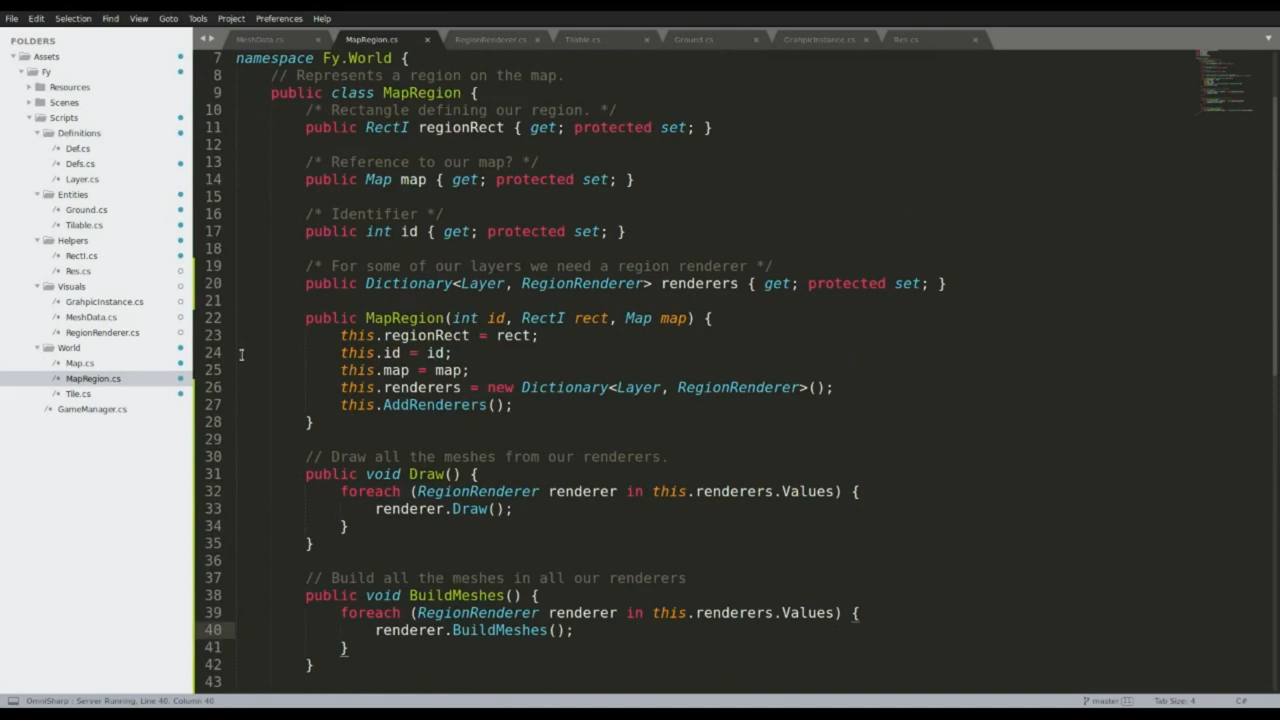 File Edit Selection Find View Goto Tools Project Preferences Help
FOLDERS
Assets
Fy
Resources
Scenes
Scripts
Definitions
/* Def.cs
/* Defs.cs
/* Layer.cs
Entities
/* Ground.cs
/* Tilable.cs
Helpers
/* RectI.cs
/* Res.cs
Visuals
/* GrahpicInstance.cs
/* MeshData.cs
/* RegionRenderer.cs
World
/* Map.cs
/* MapRegion.cs
/* Tile.cs
/* GameManager.cs
MeshData.cs × MapRegion.cs × RegionRenderer.cs × Tilable.cs × Ground.cs × GrahpicInstance.cs × Res.cs ×
7 namespace Fy.World {
8 // Represents a region on the map.
9 public class MapRegion {
10 /* Rectangle defining our region. */
11 public RectI regionRect { get; protected set; }
12
13 /* Reference to our map? */
14 public Map map { get; protected set; }
15
16 /* Identifier */
17 public int id { get; protected set; }
18
19 /* For some of our layers we need a region renderer */
20 public Dictionary<Layer, RegionRenderer> renderers { get; protected set; }
21
22 public MapRegion(int id, RectI rect, Map map) {
23 this.regionRect = rect;
24 this.id = id;
25 this.map = map;
26 this.renderers = new Dictionary<Layer, RegionRenderer>();
27 this.AddRenderers();
28 }
29
30 // Draw all the meshes from our renderers.
31 public void Draw() {
32 foreach (RegionRenderer renderer in this.renderers.Values) {
33 renderer.Draw();
34 }
35 }
36
37 // Build all the meshes in all our renderers
38 public void BuildMeshes() {
39 foreach (RegionRenderer renderer in this.renderers.Values) {
40 renderer.BuildMeshes();
41 }
42 }
43
OmniSharp : Server Running, Line 40, Column 40 master 11 Tab Size: 4 C#